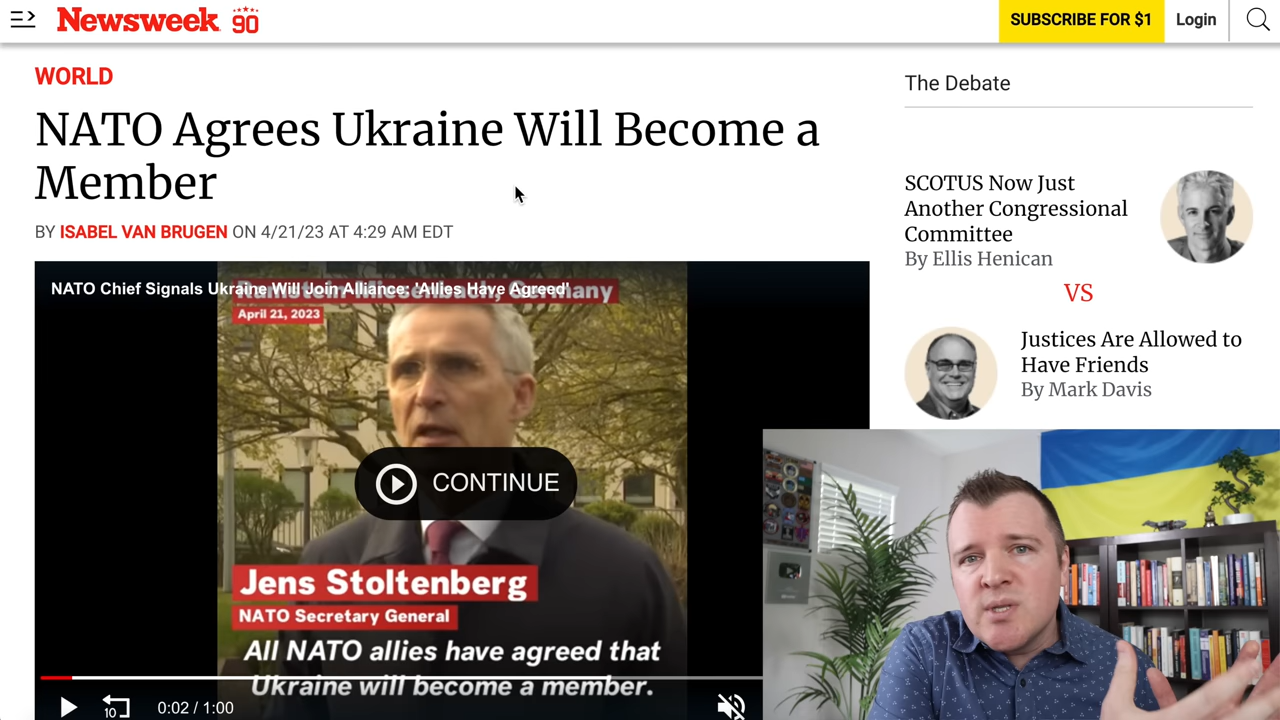 Newsweek 90
SUBSCRIBE FOR $1
Login
WORLD
NATO Agrees Ukraine Will Become a
Member
BY ISABEL VAN BRUGEN ON 4/21/23 AT 4:29 AM EDT
NATO Chief Signals Ukraine Will Join Alliance: 'Allies Have Agreed'
Germany
April 21, 2023
CONTINUE
Jens Stoltenberg
NATO Secretary General
All NATO allies have agreed that
Ukraine will become a member.
10
0:02 / 1:00
The Debate
SCOTUS Now Just
Another Congressional
Committee
By Ellis Henican
VS
Justices Are Allowed to
Have Friends
By Mark Davis